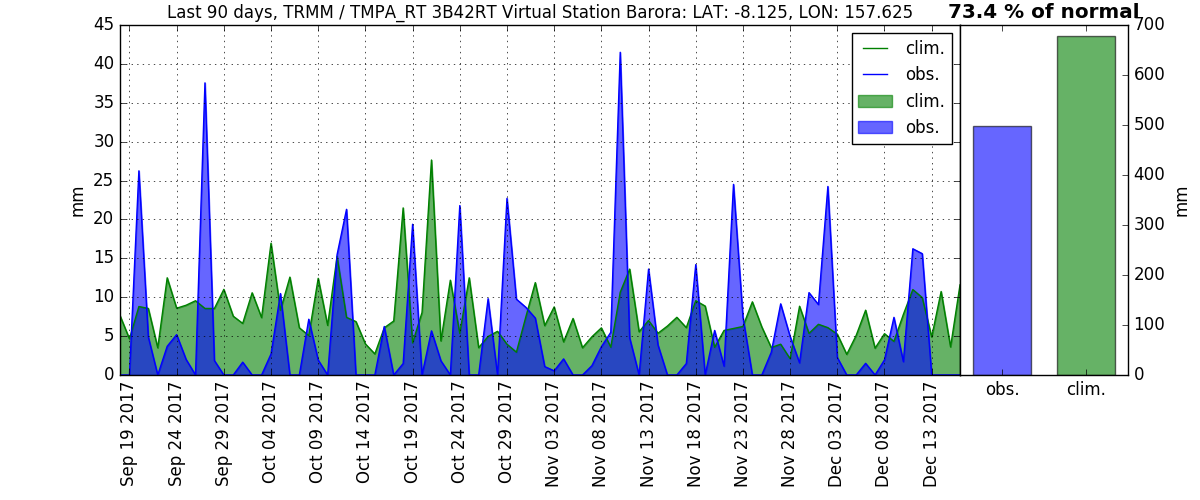 Last 90 days, TRMM / TMPA_RT 3B42RT Virtual Station Barora: LAT: -8.125, LON: 157.625
73.4 % of normal
45
40
35
30
25
20
15
10
5
0
mm
clim.
obs.
clim.
obs.
700
600
500
400
300
200
100
0
mm
obs.
clim.
Sep 19 2017
Sep 24 2017
Sep 29 2017
Oct 04 2017
Oct 09 2017
Oct 14 2017
Oct 19 2017
Oct 24 2017
Oct 29 2017
Nov 03 2017
Nov 08 2017
Nov 13 2017
Nov 18 2017
Nov 23 2017
Nov 28 2017
Dec 03 2017
Dec 08 2017
Dec 13 2017